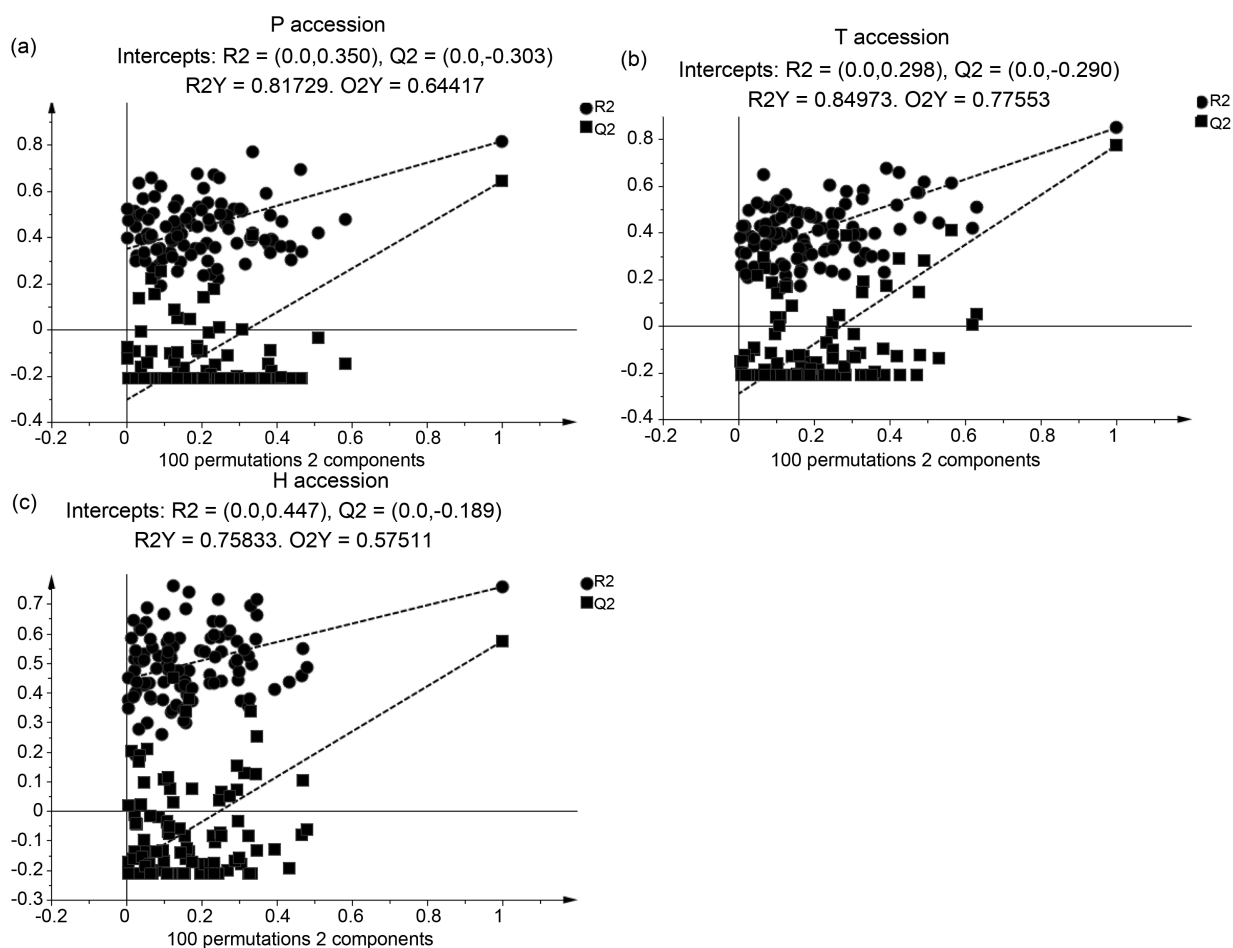 (a)
P accession
Intercepts: R2 = (0.0,0.350), Q2 = (0.0,-0.303)
R2Y = 0.81729. O2Y = 0.64417
R2
Q2
0.8
0.6
0.4
0.2
0
-0.2
-0.4
-0.2 0 0.2 0.4 0.6 0.8 1
100 permutations 2 components
(b)
T accession
Intercepts: R2 = (0.0,0.298), Q2 = (0.0,-0.290)
R2Y = 0.84973. O2Y = 0.77553
R2
Q2
0.8
0.6
0.4
0.2
0
-0.2
-0.4
-0.2 0 0.2 0.4 0.6 0.8 1
100 permutations 2 components
(c)
H accession
Intercepts: R2 = (0.0,0.447), Q2 = (0.0,-0.189)
R2Y = 0.75833. O2Y = 0.57511
R2
Q2
0.7
0.6
0.5
0.4
0.3
0.2
0.1
0
-0.1
-0.2
-0.3
-0.2 0 0.2 0.4 0.6 0.8 1
100 permutations 2 components